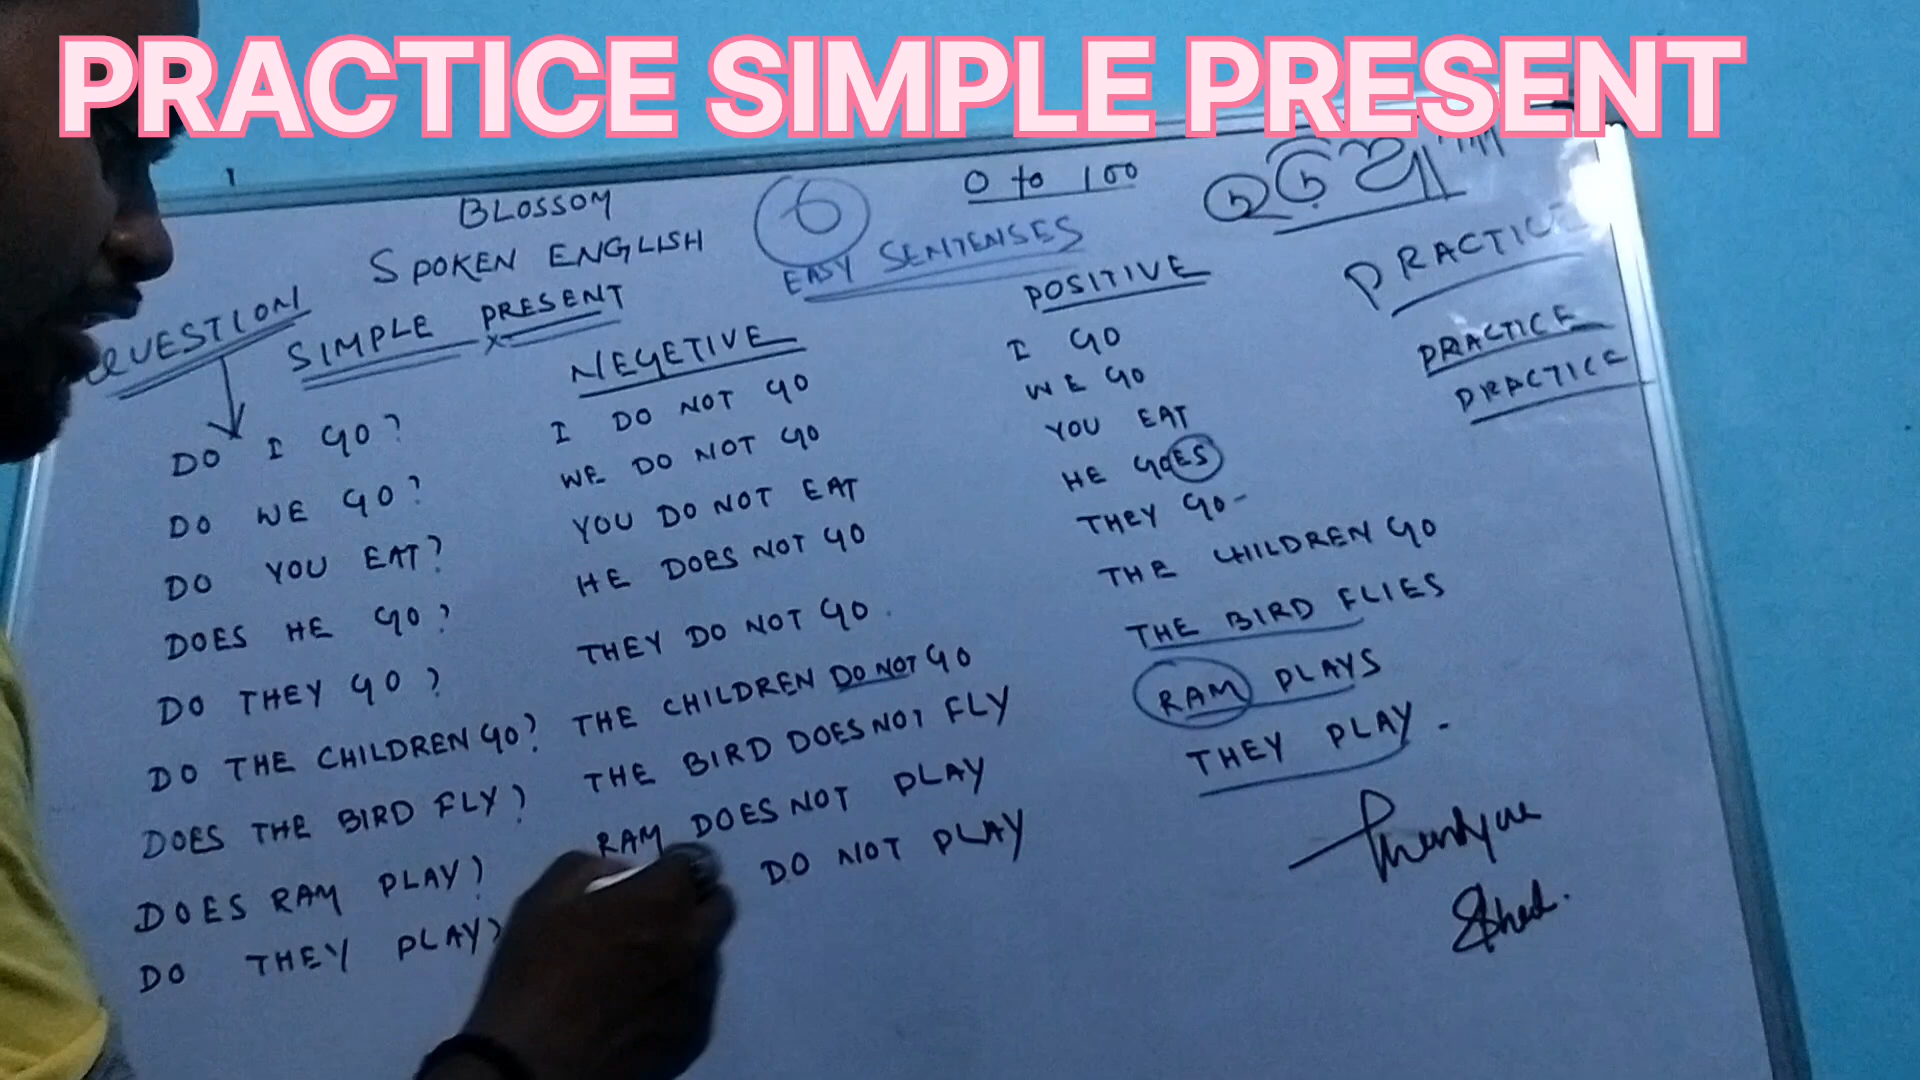 PRACTICE SIMPLE PRESENT
BLOSSOM
SPOKEN ENGLISH
SIMPLE PRESENT
6
EASY SENTENSES
0 to 100
PRACTICE
PRACTICE
PRACTICE
QUESTION
DO I GO?
DO WE GO?
DO YOU EAT?
DOES HE GO?
DO THEY GO?
DO THE CHILDREN GO?
DOES THE BIRD FLY?
DOES RAM PLAY?
DO THEY PLAY?
NEGETIVE
I DO NOT GO
WE DO NOT GO
YOU DO NOT EAT
HE DOES NOT GO
THEY DO NOT GO.
THE CHILDREN DO NOT GO
THE BIRD DOES NOT FLY
RAM DOES NOT PLAY
DO NOT PLAY
POSITIVE
I GO
WE GO
YOU EAT
HE GOES
THEY GO-
THE CHILDREN GO
THE BIRD FLIES
RAM PLAYS
THEY PLAY.